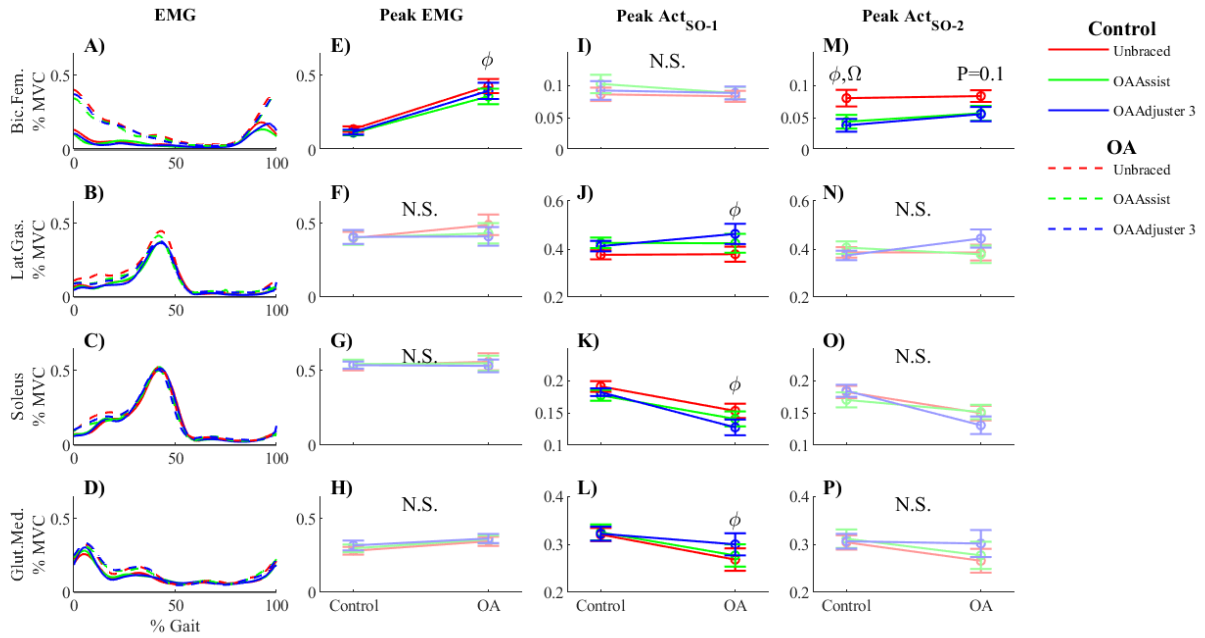 EMG
Peak EMG
Peak Act_SO-1
Peak Act_SO-2
Control
Unbraced
OAAssist
OAAdjuster 3
OA
Unbraced
OAAssist
OAAdjuster 3
A)
Bic.Fem.
% MVC
0.5
0
0
50
100
E)
ϕ
0.5
0
I)
N.S.
0.15
0.1
0.05
0
M)
ϕ,Ω
P=0.1
0.15
0.1
0.05
0
B)
Lat.Gas.
% MVC
0.5
0
0
50
100
F)
N.S.
0.5
0
J)
ϕ
0.6
0.4
0.2
N)
N.S.
0.6
0.4
0.2
C)
Soleus
% MVC
0.5
0
0
50
100
G)
N.S.
0.5
0
K)
ϕ
0.2
0.15
0.1
O)
N.S.
0.2
0.15
0.1
D)
Glut.Med.
% MVC
0.5
0
0
50
100
% Gait
H)
N.S.
0.5
0
Control
OA
L)
ϕ
0.4
0.3
0.2
Control
OA
P)
N.S.
0.4
0.3
0.2
Control
OA